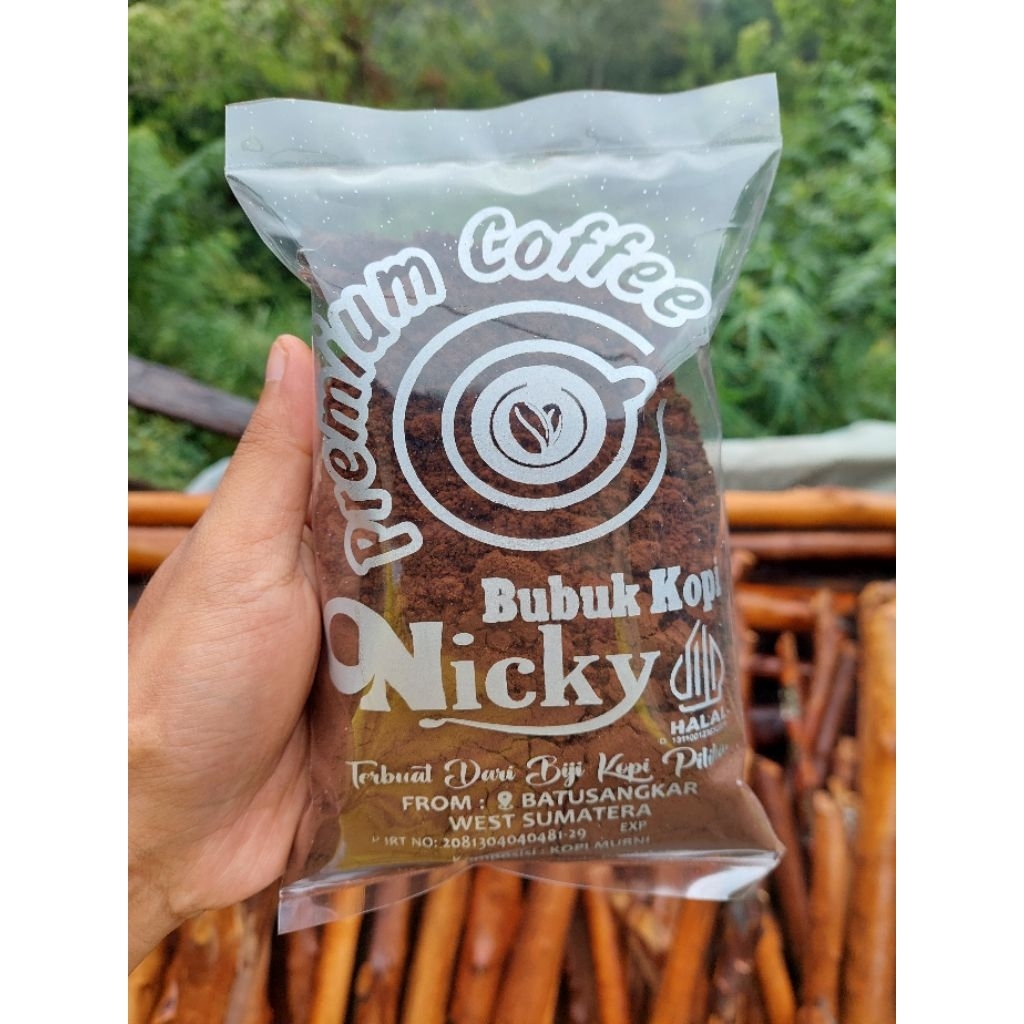 Premium Coffee
Bubuk Kopi
Nicky
HALAL
Terbuat Dari Biji Kopi
FROM : BATUSANGKAR
WEST SUMATERA
IRT NO: 2081304040481-29 EXP
Komposisi : KOPI MURNI